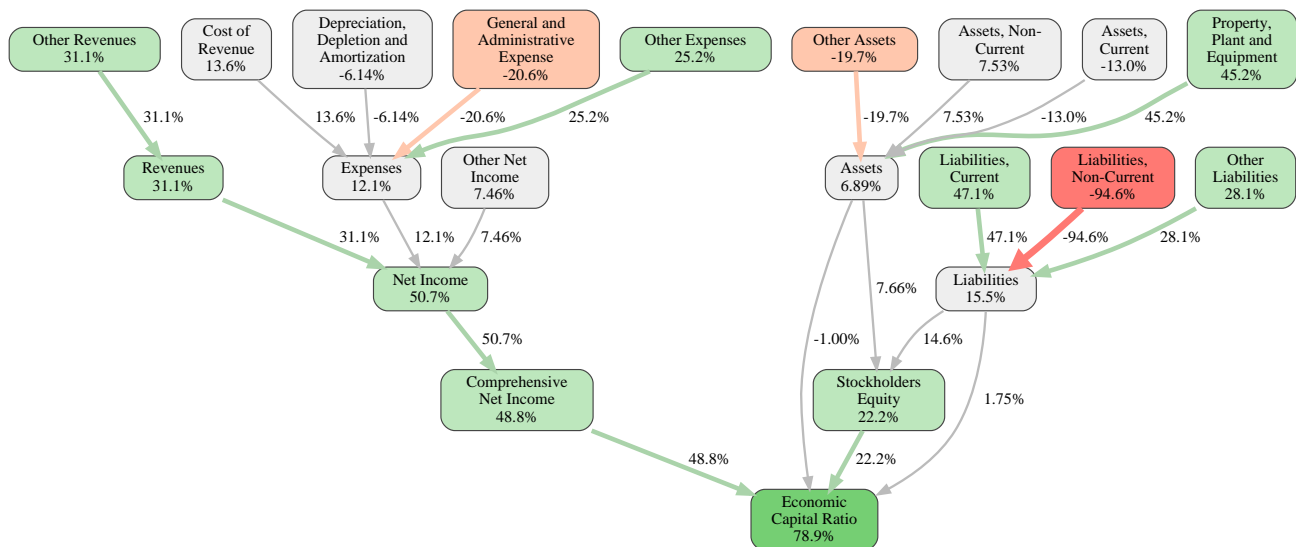 Other Revenues
31.1%
Cost of
Revenue
13.6%
Depreciation,
Depletion and
Amortization
-6.14%
General and
Administrative
Expense
-20.6%
Other Expenses
25.2%
Other Assets
-19.7%
Assets, Non-
Current
7.53%
Assets,
Current
-13.0%
Property,
Plant and
Equipment
45.2%
31.1%
13.6%
-6.14%
-20.6%
25.2%
-19.7%
7.53%
-13.0%
45.2%
Revenues
31.1%
Expenses
12.1%
Other Net
Income
7.46%
Assets
6.89%
Liabilities,
Current
47.1%
Liabilities,
Non-Current
-94.6%
Other
Liabilities
28.1%
31.1%
12.1%
7.46%
47.1%
-94.6%
28.1%
Net Income
50.7%
7.66%
Liabilities
15.5%
50.7%
-1.00%
14.6%
Comprehensive
Net Income
48.8%
Stockholders
Equity
22.2%
1.75%
48.8%
22.2%
Economic
Capital Ratio
78.9%